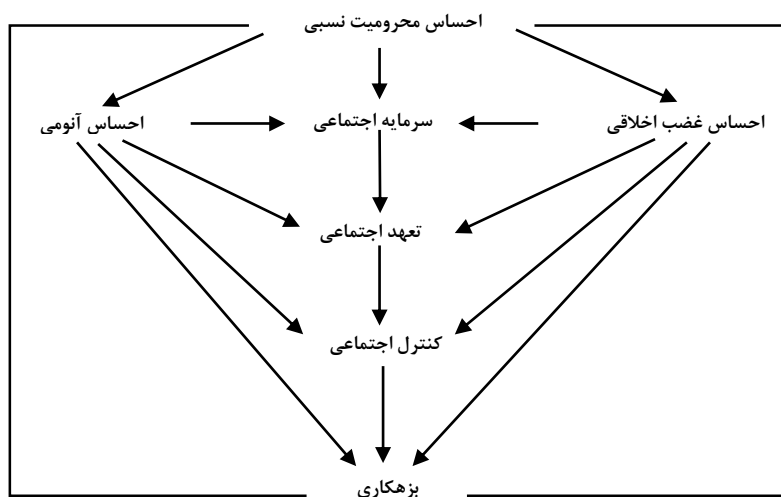 احساس محرومیت نسبی
احساس غضب اخلاقی
سرمایه اجتماعی
احساس آنومی
تعهد اجتماعی
کنترل اجتماعی
بزهکاری